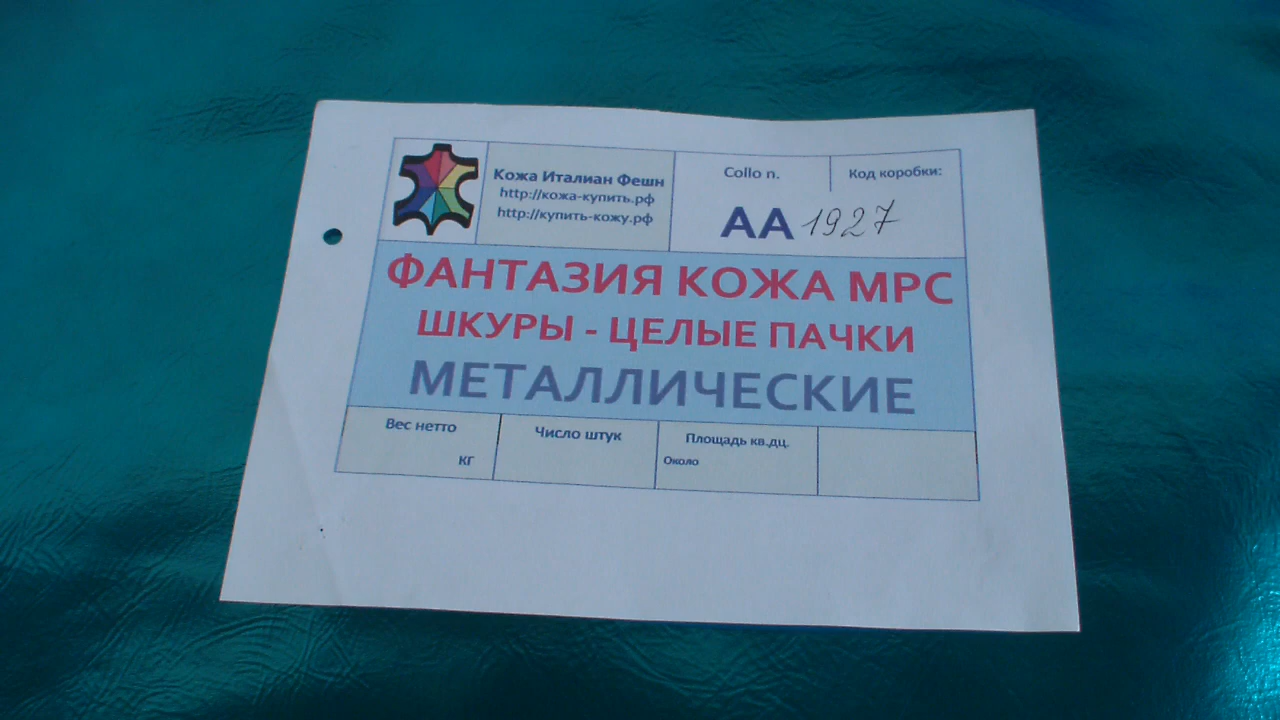 Кожа Италиан Фешн
http://кожа-купить.рф
http://купить-кожу.рф
Collo n.
Код коробки:
АА 1927
ФАНТАЗИЯ КОЖА МРС
ШКУРЫ - ЦЕЛЫЕ ПАЧКИ
МЕТАЛЛИЧЕСКИЕ
Вес нетто
кг
Число штук
Площадь кв.дц.
Около